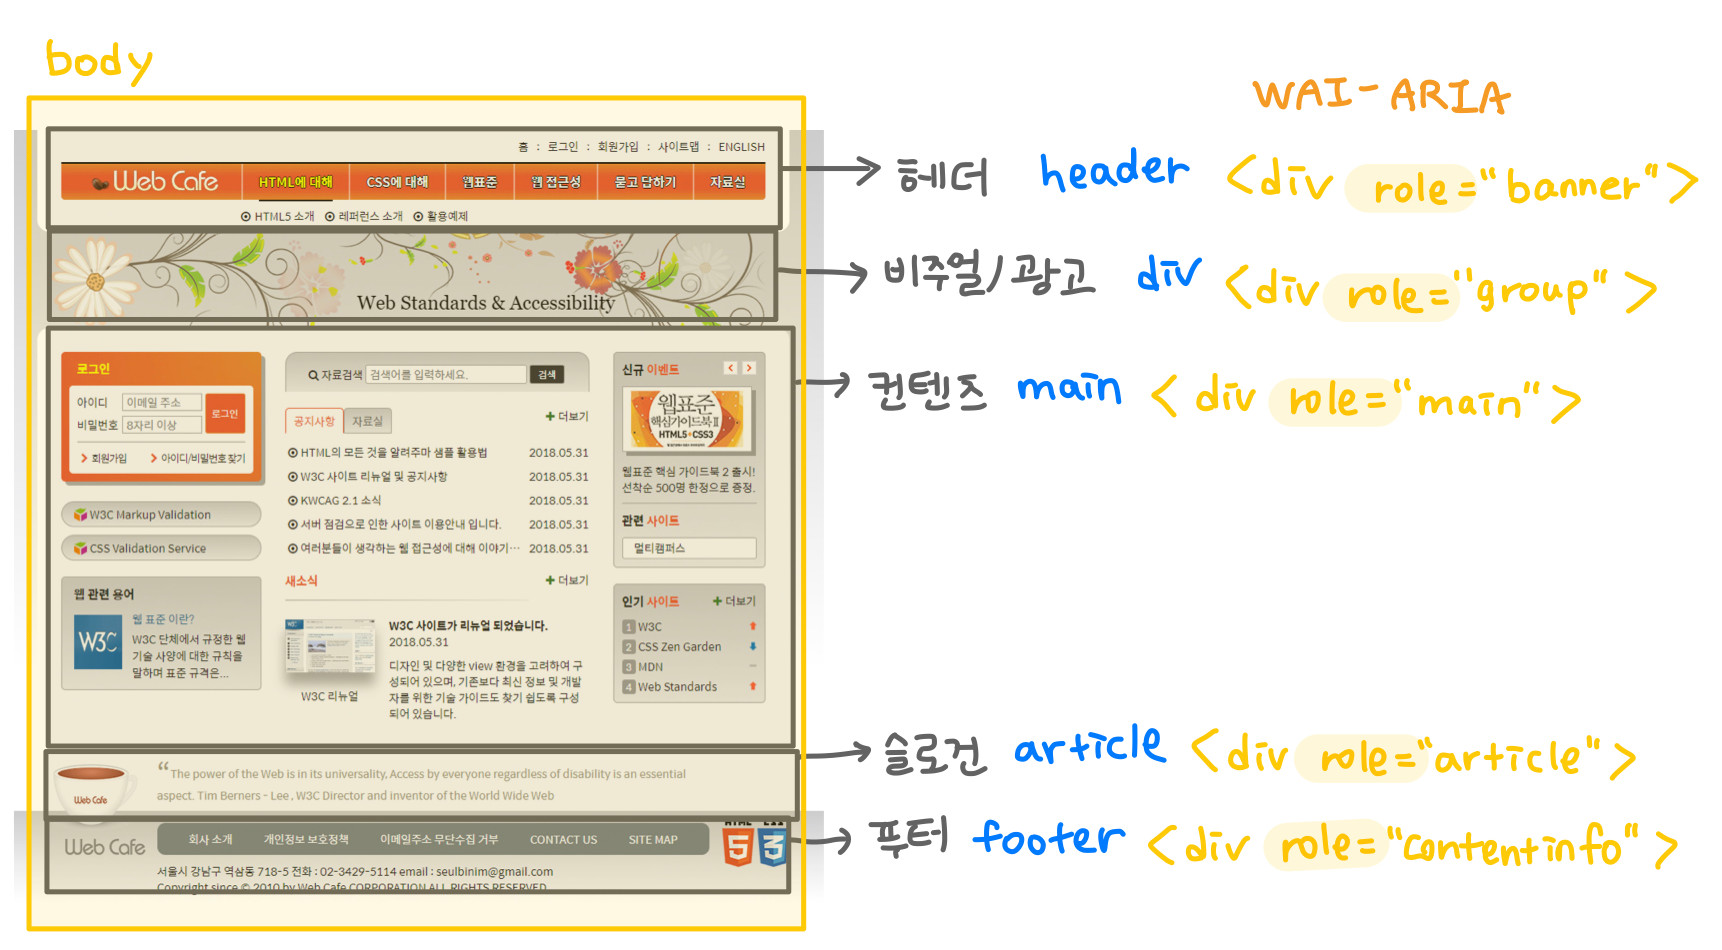 body
WAI-ARIA
홈 : 로그인 : 회원가입 : 사이트맵 : ENGLISH
Web Cafe HTML에 대해 CSS에 대해 웹표준 웹 접근성 묻고 답하기 자료실
HTML5 소개 레퍼런스 소개 활용예제
헤더 header <div role="banner">
Web Standards & Accessibility
비주얼/광고 div <div role="group">
컨텐츠 main <div role="main">
로그인
아이디 이메일 주소
비밀번호 8자리 이상
로그인
회원가입 아이디/비밀번호 찾기
W3C Markup Validation
CSS Validation Service
웹 관련 용어
W3C
웹 표준 이란?
W3C 단체에서 규정한 웹
기술 사양에 대한 규칙을
말하며 표준 규격은...
자료검색 검색어를 입력하세요. 검색
공지사항 자료실 더보기
HTML의 모든 것을 알려주마 샘플 활용법 2018.05.31
W3C 사이트 리뉴얼 및 공지사항 2018.05.31
KWCAG 2.1 소식 2018.05.31
서버 점검으로 인한 사이트 이용안내 입니다. 2018.05.31
여러분들이 생각하는 웹 접근성에 대해 이야기… 2018.05.31
새소식 더보기
W3C 리뉴얼
W3C 사이트가 리뉴얼 되었습니다.
2018.05.31
디자인 및 다양한 view 환경을 고려하여 구
성되어 있으며, 기존보다 최신 정보 및 개발
자를 위한 기술 가이드도 찾기 쉽도록 구성
되어 있습니다.
신규 이벤트
웹표준
핵심가이드북 II
HTML5+CSS3
웹표준 핵심 가이드북 2 출시!
선착순 500명 한정으로 증정.
관련 사이트
멀티캠퍼스
인기 사이트 더보기
1 W3C
2 CSS Zen Garden
3 MDN
4 Web Standards
슬로건 article <div role="article">
Web Cafe
“The power of the Web is in its universality, Access by everyone regardless of disability is an essential
aspect. Tim Berners - Lee , W3C Director and inventor of the World Wide Web
푸터 footer <div role="contentinfo">
Web Cafe 회사 소개 개인정보 보호정책 이메일주소 무단수집 거부 CONTACT US SITE MAP
HTML 5 3
서울시 강남구 역삼동 718-5 전화 : 02-3429-5114 email : seulbinim@gmail.com
Copyright since © 2010 by Web Cafe CORPORATION ALL RIGHTS RESERVED